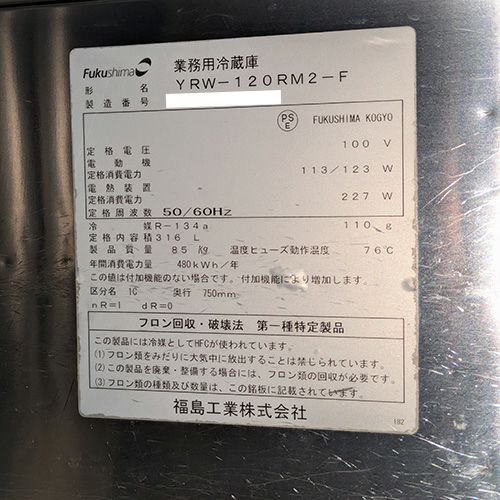 Fukushima
業務用冷蔵庫
形名 YRW-120RM2-F
製造番号
PS E FUKUSHIMA KOGYO
定格電圧 100 V
電動機
定格消費電力 113/123 W
電熱装置
定格消費電力 227 W
定格周波数 50/60Hz
冷媒 R-134a 110 g
定格内容積 316 L
製品質量 85 kg 温度ヒューズ動作温度 76℃
年間消費電力量 480kWh/年
この値は付加機能のない場合です。付加機能により増加します。
区分名 1C 奥行 750mm
nR=1 dR=0
フロン回収・破壊法 第一種特定製品
この製品には冷媒としてHFCが使われています。
(1)フロン類をみだりに大気中に放出することは禁じられています。
(2)この製品を廃棄・整備する場合には、フロン類の回収が必要です。
(3)フロン類の種類及び数量は、この銘板に記載されています。
福島工業株式会社
182